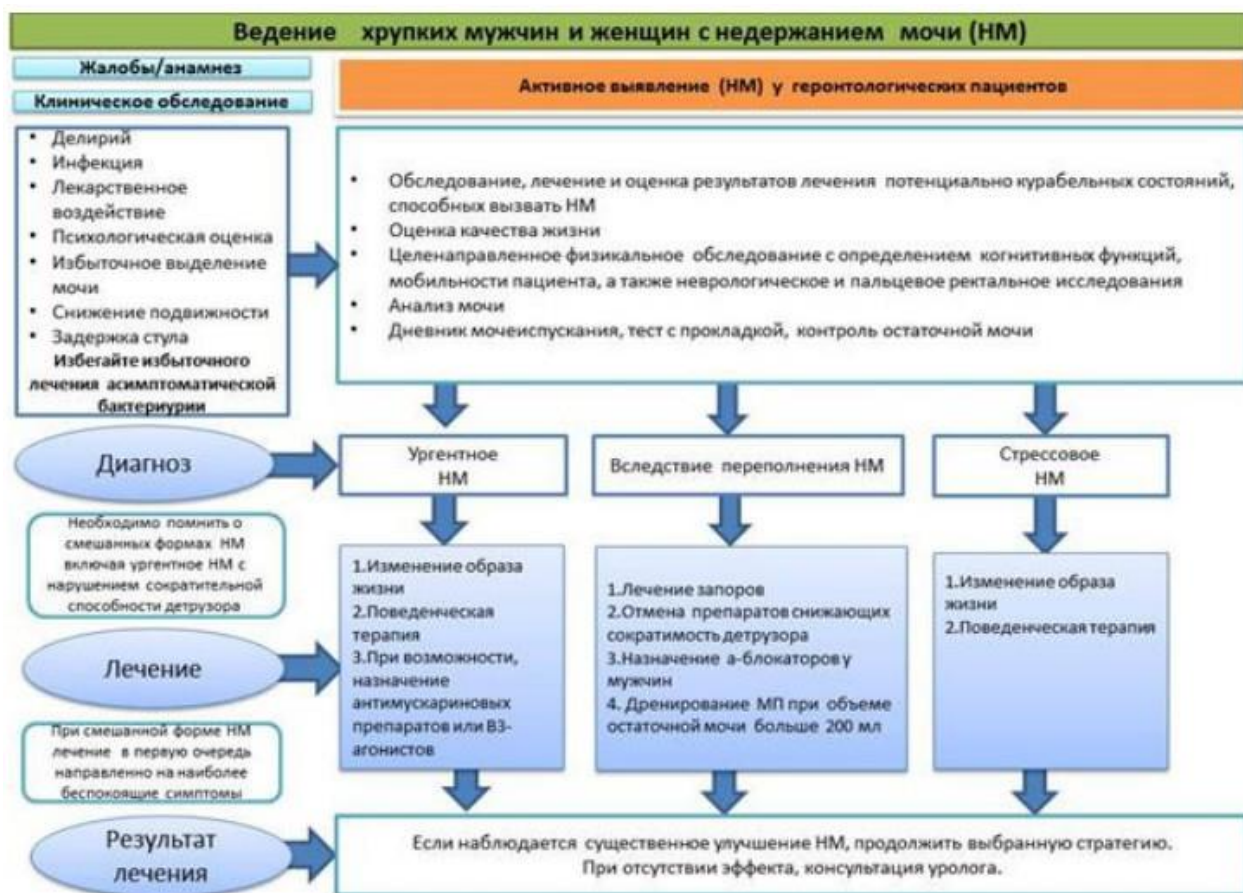 Ведение хрупких мужчин и женщин с недержанием мочи (НМ)
Жалобы/анамнез
Клиническое обследование
Активное выявление (НМ) у геронтологических пациентов
• Делирий
• Инфекция
• Лекарственное
воздействие
• Психологическая оценка
• Избыточное выделение
мочи
• Снижение подвижности
• Задержка стула
Избегайте избыточного
лечения асимптоматической
бактериурии
• Обследование, лечение и оценка результатов лечения потенциально курабельных состояний,
способных вызвать НМ
• Оценка качества жизни
• Целенаправленное физикальное обследование с определением когнитивных функций,
мобильности пациента, а также неврологическое и пальцевое ректальное исследования
• Анализ мочи
• Дневник мочеиспускания, тест с прокладкой, контроль остаточной мочи
Диагноз
Ургентное
НМ
Вследствие переполнения НМ
Стрессовое
НМ
Необходимо помнить о
смешанных формах НМ
включая ургентное НМ с
нарушением сократительной
способности детрузора
Лечение
1.Изменение образа
жизни
2.Поведенческая
терапия
3.При возможности,
назначение
антимускариновых
препаратов или В3-
агонистов
1.Лечение запоров
2.Отмена препаратов снижающих
сократимость детрузора
3.Назначение а-блокаторов у
мужчин
4. Дренирование МП при объеме
остаточной мочи больше 200 мл
1.Изменение образа
жизни
2.Поведенческая терапия
При смешанной форме НМ
лечение в первую очередь
направленно на наиболее
беспокоящие симптомы
Результат
лечения
Если наблюдается существенное улучшение НМ, продолжить выбранную стратегию.
При отсутствии эффекта, консультация уролога.